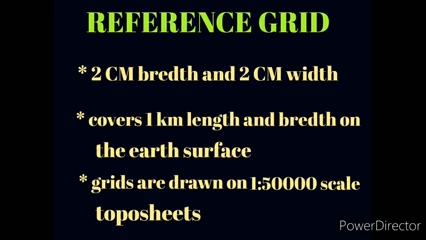 REFERENCE GRID
* 2 CM bredth and 2 CM width
* covers 1 km length and bredth on
the earth surface
* grids are drawn on 1:50000 scale
toposheets
PowerDirector